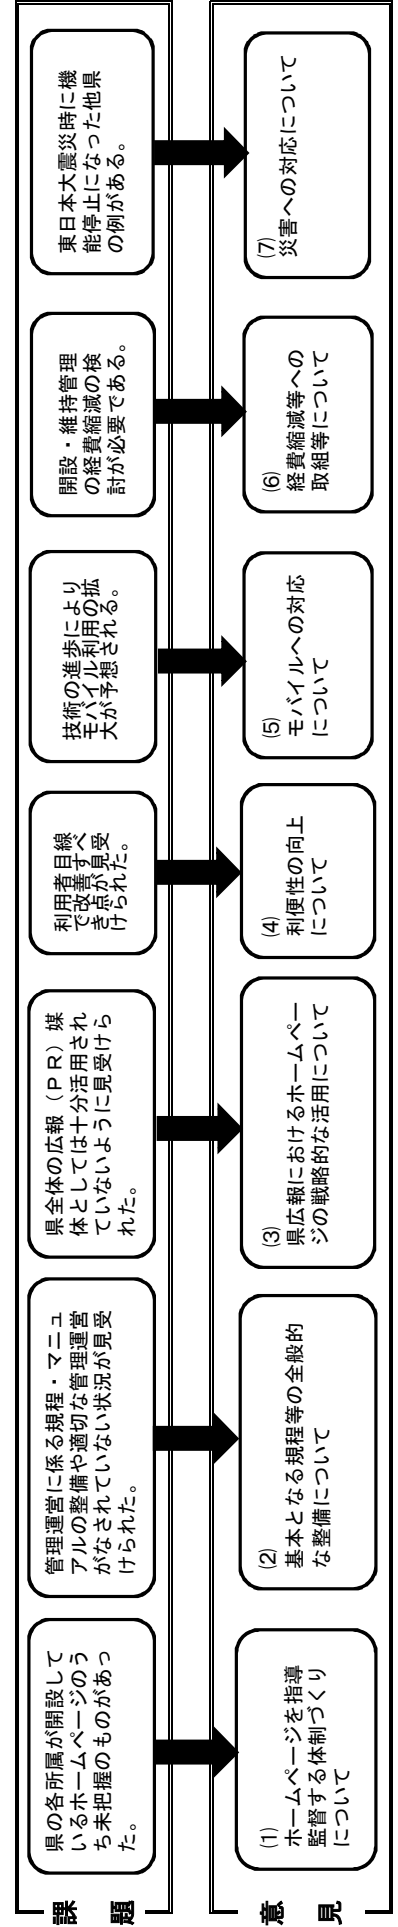 課　題
県の各所属が開設して
いるホームページのう
ち未把握のものがあっ
た。
管理運営に係る規程・マニュ
アルの整備や適切な管理運営
がなされていない状況が見受
けられた。
県全体の広報（ＰＲ）媒
体としては十分活用され
ていないように見受けら
れた。
利用者目線
で改善すべ
き点が見受
けられた。
技術の進歩により
モバイル利用の拡
大が予想される。
開設・維持管理
の経費縮減の検
討が必要である。
東日本大震災時に機
能停止になった他県
の例がある。
意　見
(1)
ホームページを指導
監督する体制づくり
について
(2)
基本となる規程等の全般的
な整備について
(3)
県広報におけるホームペー
ジの戦略的な活用について
(4)
利便性の向上
について
(5)
モバイルへの対応
について
(6)
経費縮減等への
取組等について
(7)
災害への対応について